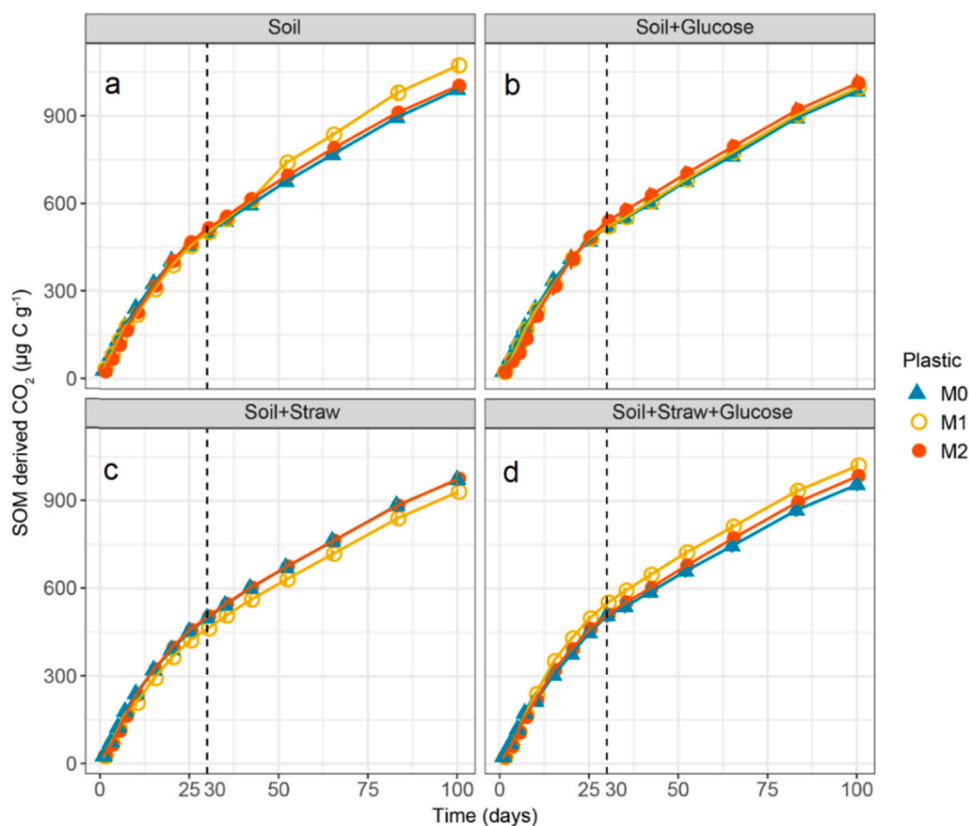 Soil
Soil+Glucose
a
b
900
600
300
0
Soil+Straw
Soil+Straw+Glucose
c
d
900
600
300
0
0 25 30 50 75 100
0 25 30 50 75 100
Time (days)
SOM derived CO₂ (µg C g⁻¹)
Plastic
M0
M1
M2